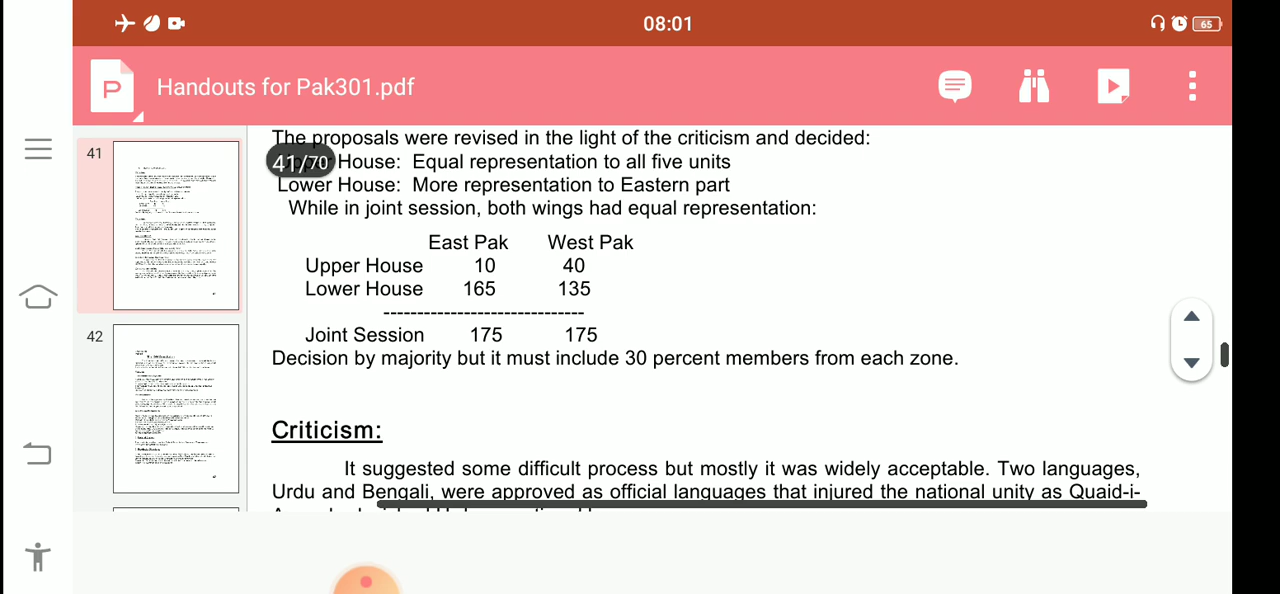 08:01
65
Handouts for Pak301.pdf
41
42
41/70
The proposals were revised in the light of the criticism and decided:
House: Equal representation to all five units
Lower House: More representation to Eastern part
While in joint session, both wings had equal representation:
East Pak West Pak
Upper House 10 40
Lower House 165 135
------------------------------
Joint Session 175 175
Decision by majority but it must include 30 percent members from each zone.
Criticism:
It suggested some difficult process but mostly it was widely acceptable. Two languages,
Urdu and Bengali, were approved as official languages that injured the national unity as Quaid-i-